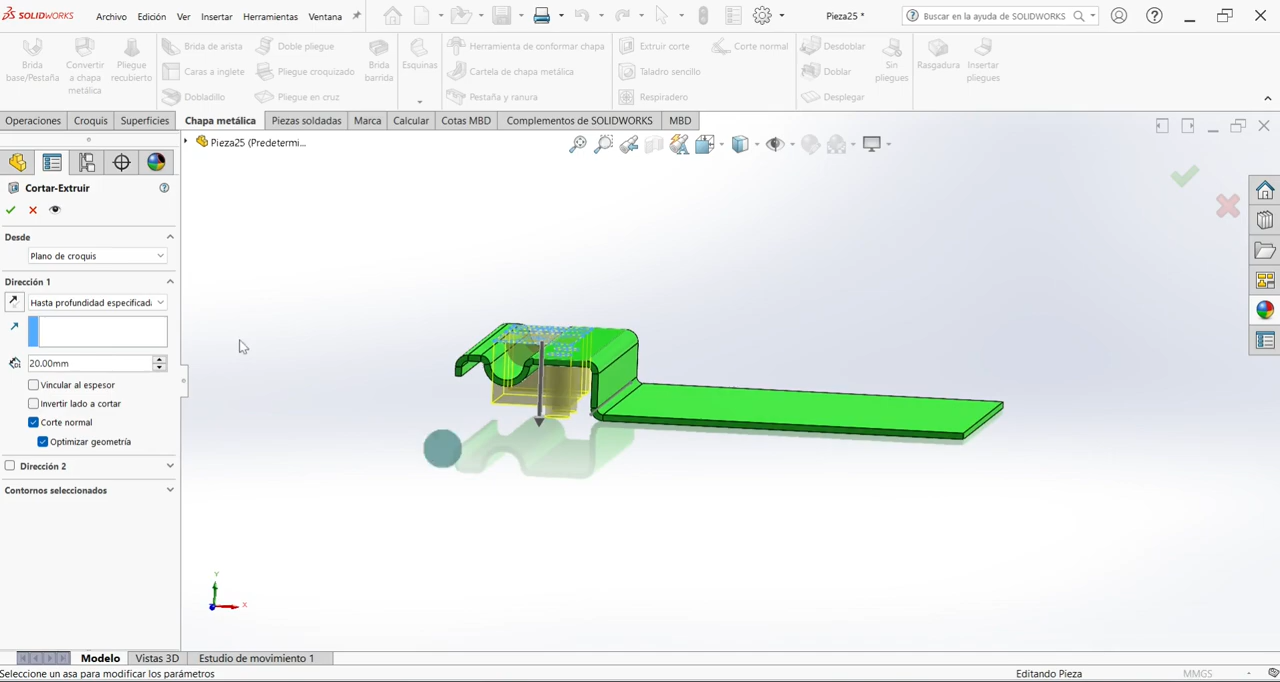 SOLIDWORKS Archivo Edición Ver Insertar Herramientas Ventana Pieza25 * Buscar en la ayuda de SOLIDWORKS
Brida base/Pestaña
Convertir a chapa metálica
Pliegue recubierto
Brida de arista
Caras a inglete
Dobladillo
Doble pliegue
Pliegue croquizado
Pliegue en cruz
Brida barrida
Esquinas
Herramienta de conformar chapa
Cartela de chapa metálica
Pestaña y ranura
Extruir corte
Taladro sencillo
Respiradero
Corte normal
Desdoblar
Doblar
Desplegar
Sin pliegues
Rasgadura
Insertar pliegues
Operaciones Croquis Superficies Chapa metálica Piezas soldadas Marca Calcular Cotas MBD Complementos de SOLIDWORKS MBD
Pieza25 (Predetermi...
Cortar-Extruir
Desde
Plano de croquis
Dirección 1
Hasta profundidad especificada
20.00mm
Vincular al espesor
Invertir lado a cortar
Corte normal
Optimizar geometría
Dirección 2
Contornos seleccionados
Y
X
Modelo Vistas 3D Estudio de movimiento 1
Seleccione un asa para modificar los parámetros Editando Pieza MMGS